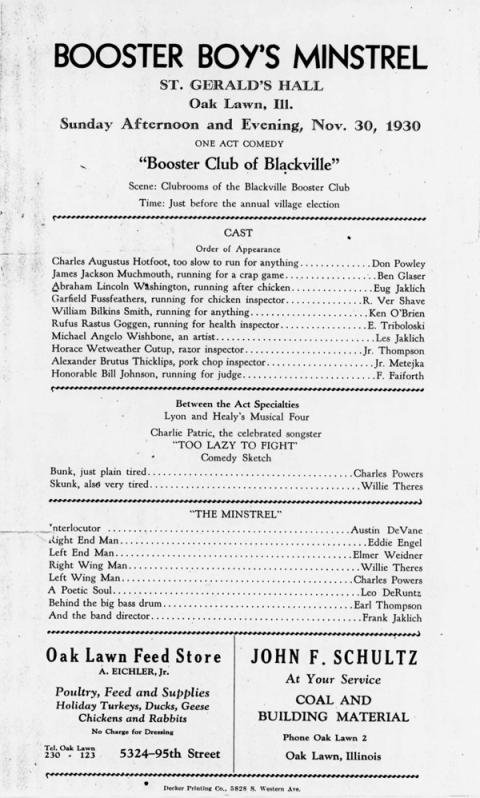 BOOSTER BOY'S MINSTREL
ST. GERALD'S HALL
Oak Lawn, Ill.
Sunday Afternoon and Evening, Nov. 30, 1930
ONE ACT COMEDY
"Booster Club of Blackville"
Scene: Clubrooms of the Blackville Booster Club
Time: Just before the annual village election
CAST
Order of Appearance
Charles Augustus Hotfoot, too slow to run for anything..............Don Powley
James Jackson Muchmouth, running for a crap game..................Ben Glaser
Abraham Lincoln Washington, running after chicken................Eug Jaklich
Garfield Fussfeathers, running for chicken inspector...............R. Ver Shave
William Bilkins Smith, running for anything.......................Ken O'Brien
Rufus Rastus Goggen, running for health inspector...............E. Triboloski
Michael Angelo Wishbone, an artist...............................Les Jaklich
Horace Wetweather Cutup, razor inspector......................Jr. Thompson
Alexander Brutus Thicklips, pork chop inspector..................Jr. Metejka
Honorable Bill Johnson, running for judge..........................F. Faiforth
Between the Act Specialties
Lyon and Healy's Musical Four
Charlie Patric, the celebrated songster
"TOO LAZY TO FIGHT'
Comedy Sketch
Bunk, just plain tired........................................Charles Powers
Skunk, also very tired.........................................Willie Theres
"THE MINSTREL"
Interlocutor ................................................Austin DeVane
Right End Man................................................Eddie Engel
Left End Man...............................................Elmer Weidner
Right Wing Man.............................................Willie Theres
Left Wing Man.............................................Charles Powers
A Poetic Soul................................................Leo DeRuntz
Behind the big bass drum.....................................Earl Thompson
And the band director........................................Frank Jaklich
Oak Lawn Feed Store
A. EICHLER, Jr.
Poultry, Feed and Supplies
Holiday Turkeys, Ducks, Geese
Chickens and Rabbits
No Charge for Dressing
Tel. Oak Lawn
230 - 123
5324-95th Street
JOHN F. SCHULTZ
At Your Service
COAL AND
BUILDING MATERIAL
Phone Oak Lawn 2
Oak Lawn, Illinois
Decker Printing Co., 5828 S. Western Ave.